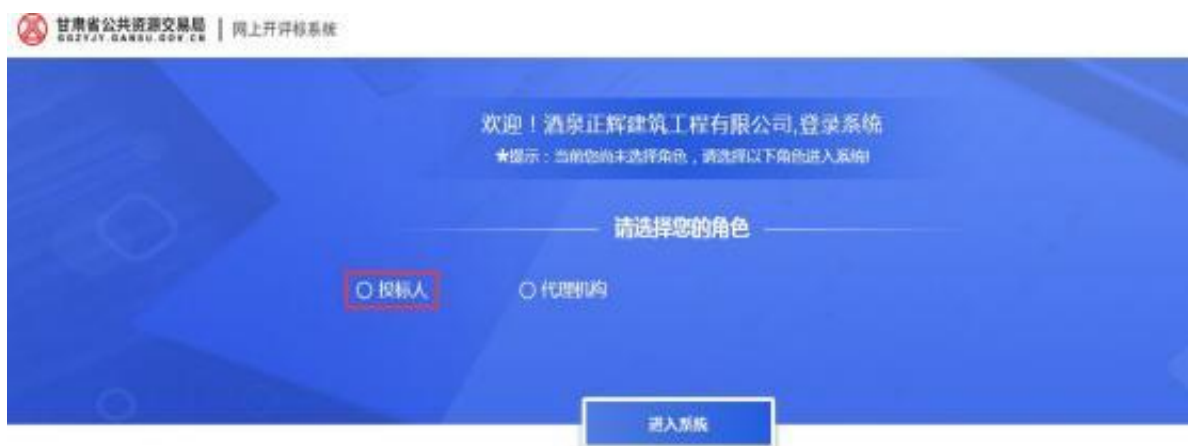 甘肃省公共资源交易局 | 网上开评标系统
GGZYJY.GANSU.GOV.CN
欢迎！酒泉正辉建筑工程有限公司,登录系统
★提示：当前您尚未选择角色，请选择以下角色进入系统!
请选择您的角色
投标人 代理机构
进入系统